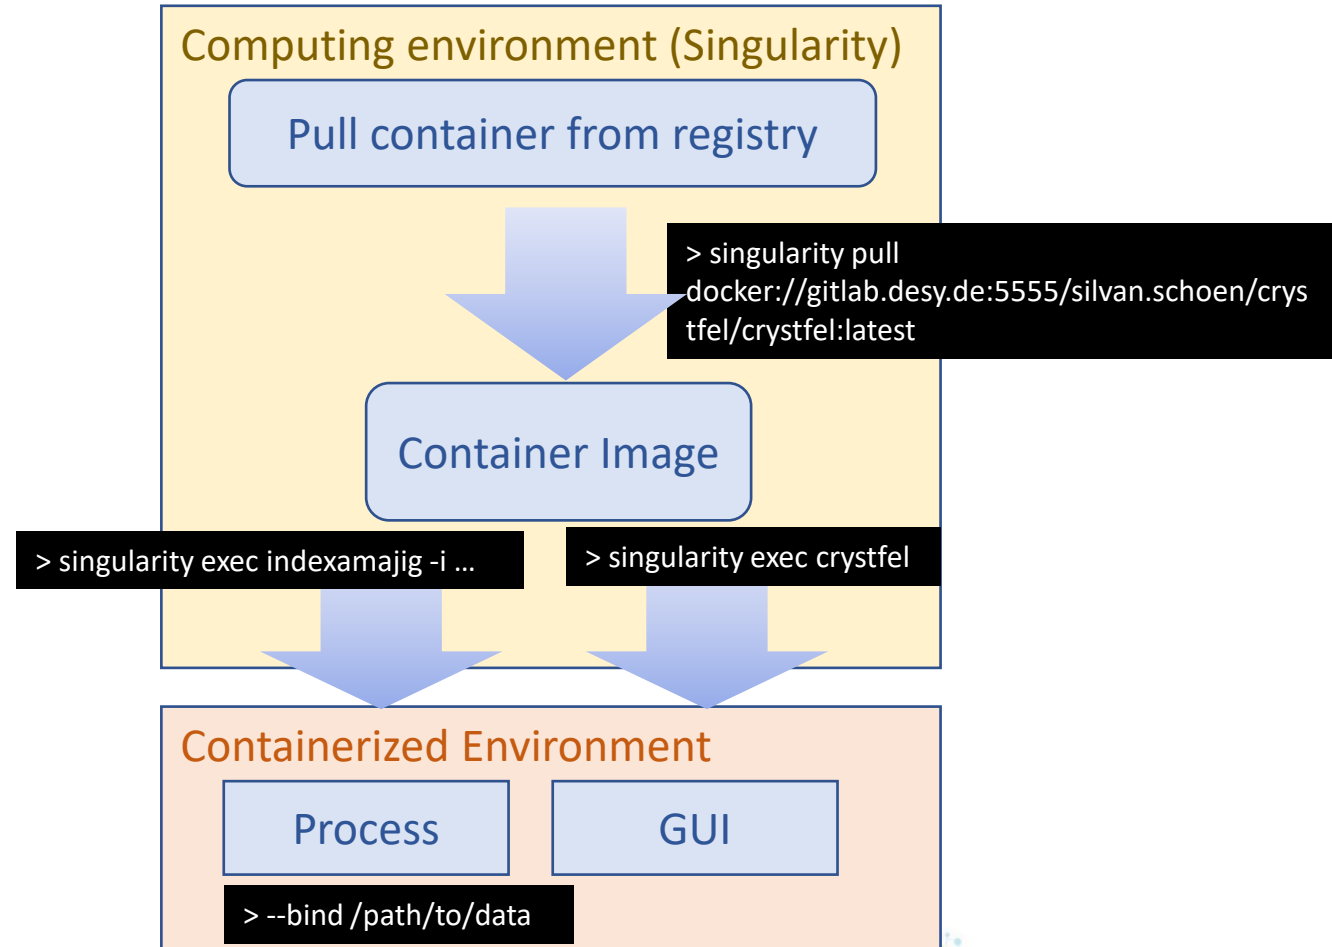 Computing environment (Singularity)
Pull container from registry
> singularity pull
docker://gitlab.desy.de:5555/silvan.schoen/crys
tfel/crystfel:latest
Container Image
> singularity exec indexamajig -i ...
> singularity exec crystfel
Containerized Environment
Process
GUI
> --bind /path/to/data